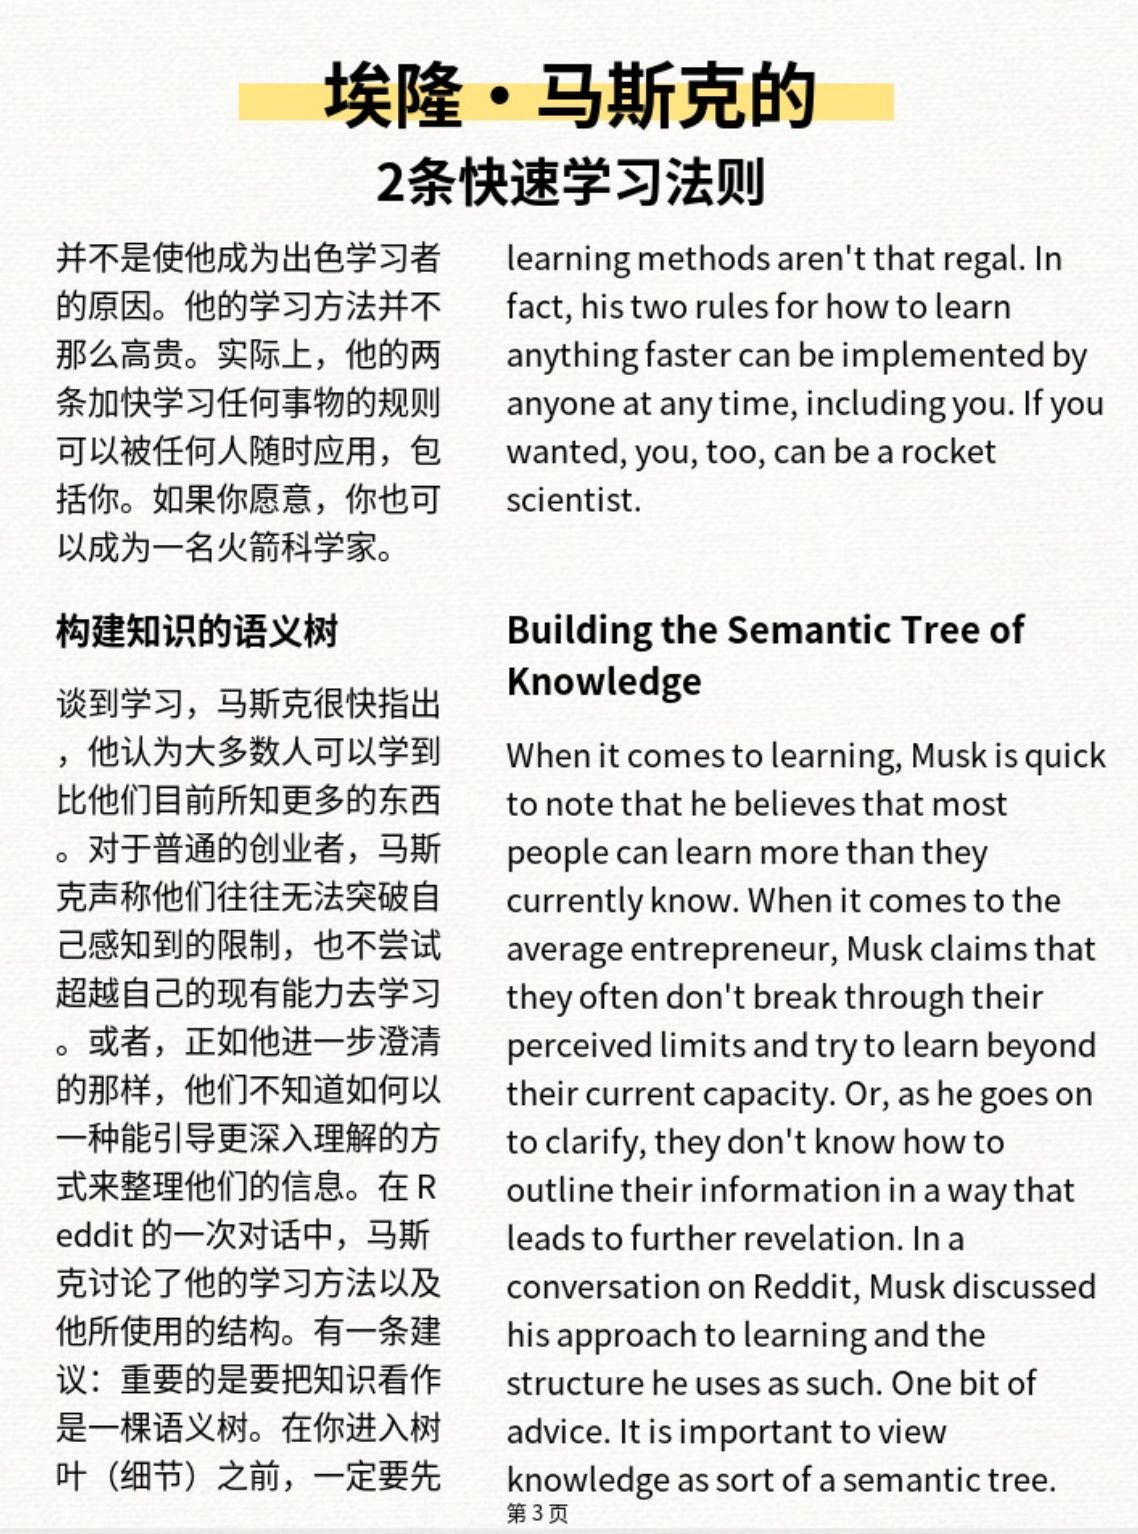 埃隆·马斯克的
2条快速学习法则
并不是使他成为出色学习者
的原因。他的学习方法并不
那么高贵。实际上，他的两
条加快学习任何事物的规则
可以被任何人随时应用，包
括你。如果你愿意，你也可
以成为一名火箭科学家。
构建知识的语义树
谈到学习，马斯克很快指出
，他认为大多数人可以学到
比他们目前所知更多的东西
。对于普通的创业者，马斯
克声称他们往往无法突破自
己感知到的限制，也不尝试
超越自己的现有能力去学习
。或者，正如他进一步澄清
的那样，他们不知道如何以
一种能引导更深入理解的方
式来整理他们的信息。在 R
eddit 的一次对话中，马斯
克讨论了他的学习方法以及
他所使用的结构。有一条建
议：重要的是要把知识看作
是一棵语义树。在你进入树
叶（细节）之前，一定要先
learning methods aren't that regal. In
fact, his two rules for how to learn
anything faster can be implemented by
anyone at any time, including you. If you
wanted, you, too, can be a rocket
scientist.
Building the Semantic Tree of
Knowledge
When it comes to learning, Musk is quick
to note that he believes that most
people can learn more than they
currently know. When it comes to the
average entrepreneur, Musk claims that
they often don't break through their
perceived limits and try to learn beyond
their current capacity. Or, as he goes on
to clarify, they don't know how to
outline their information in a way that
leads to further revelation. In a
conversation on Reddit, Musk discussed
his approach to learning and the
structure he uses as such. One bit of
advice. It is important to view
knowledge as sort of a semantic tree.
第 3 页